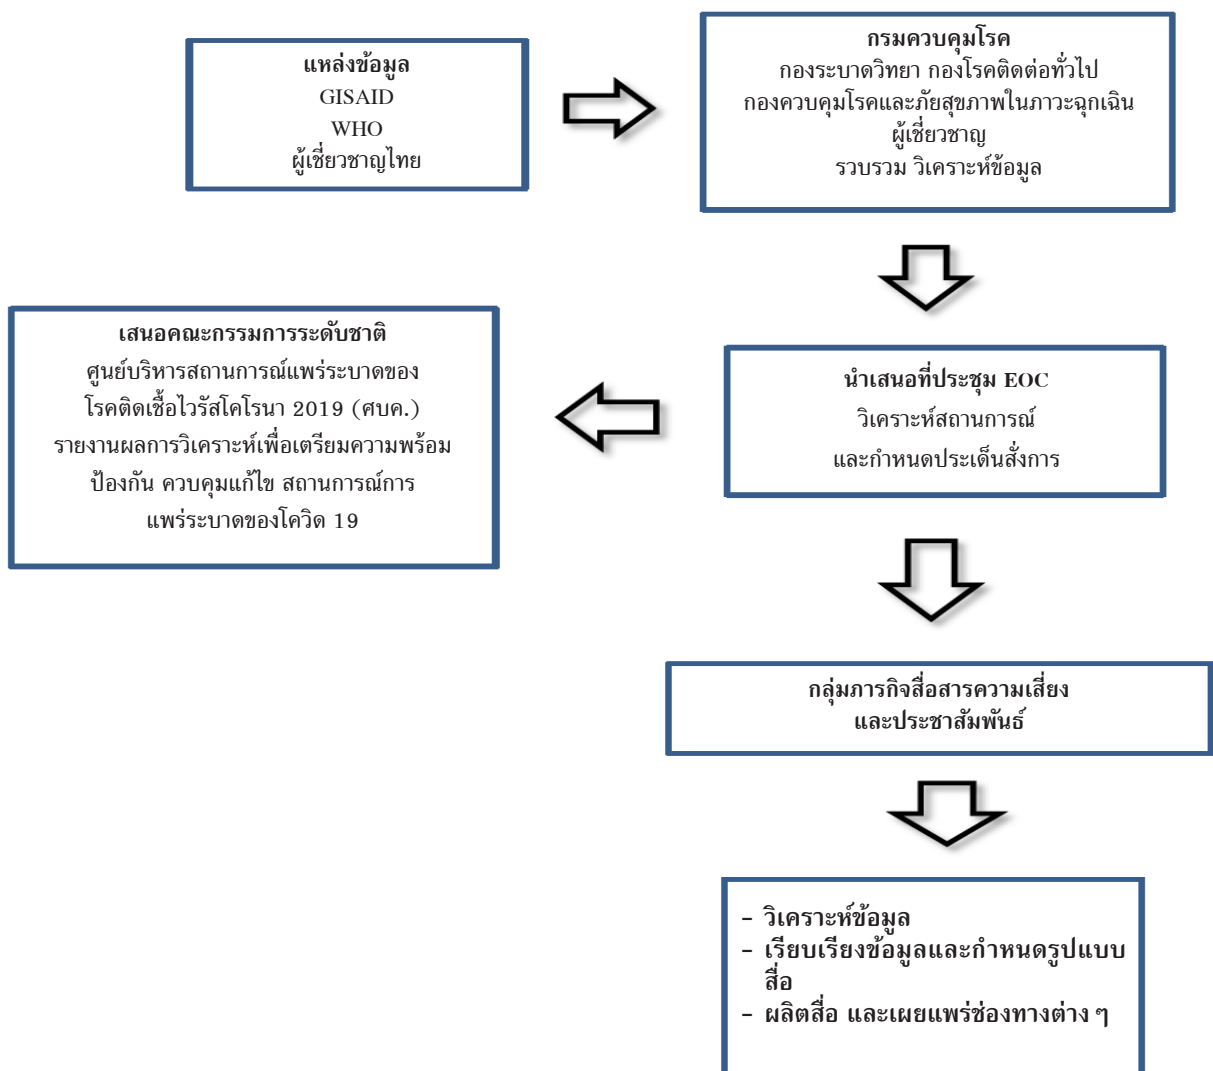 แหล่งข้อมูล
GISAID
WHO
ผู้เชี่ยวชาญไทย
กรมควบคุมโรค
กองระบาดวิทยา กองโรคติดต่อทั่วไป
กองควบคุมโรคและภัยสุขภาพในภาวะฉุกเฉิน
ผู้เชี่ยวชาญ
รวบรวม วิเคราะห์ข้อมูล
นำเสนอที่ประชุม EOC
วิเคราะห์สถานการณ์
และกำหนดประเด็นสั่งการ
เสนอคณะกรรมการระดับชาติ
ศูนย์บริหารสถานการณ์แพร่ระบาดของ
โรคติดเชื้อไวรัสโคโรนา 2019 (ศบค.)
รายงานผลการวิเคราะห์เพื่อเตรียมความพร้อม
ป้องกัน ควบคุมแก้ไข สถานการณ์การ
แพร่ระบาดของโควิด 19
กลุ่มภารกิจสื่อสารความเสี่ยง
และประชาสัมพันธ์
- วิเคราะห์ข้อมูล
- เรียบเรียงข้อมูลและกำหนดรูปแบบ
สื่อ
- ผลิตสื่อ และเผยแพร่ช่องทางต่าง ๆ